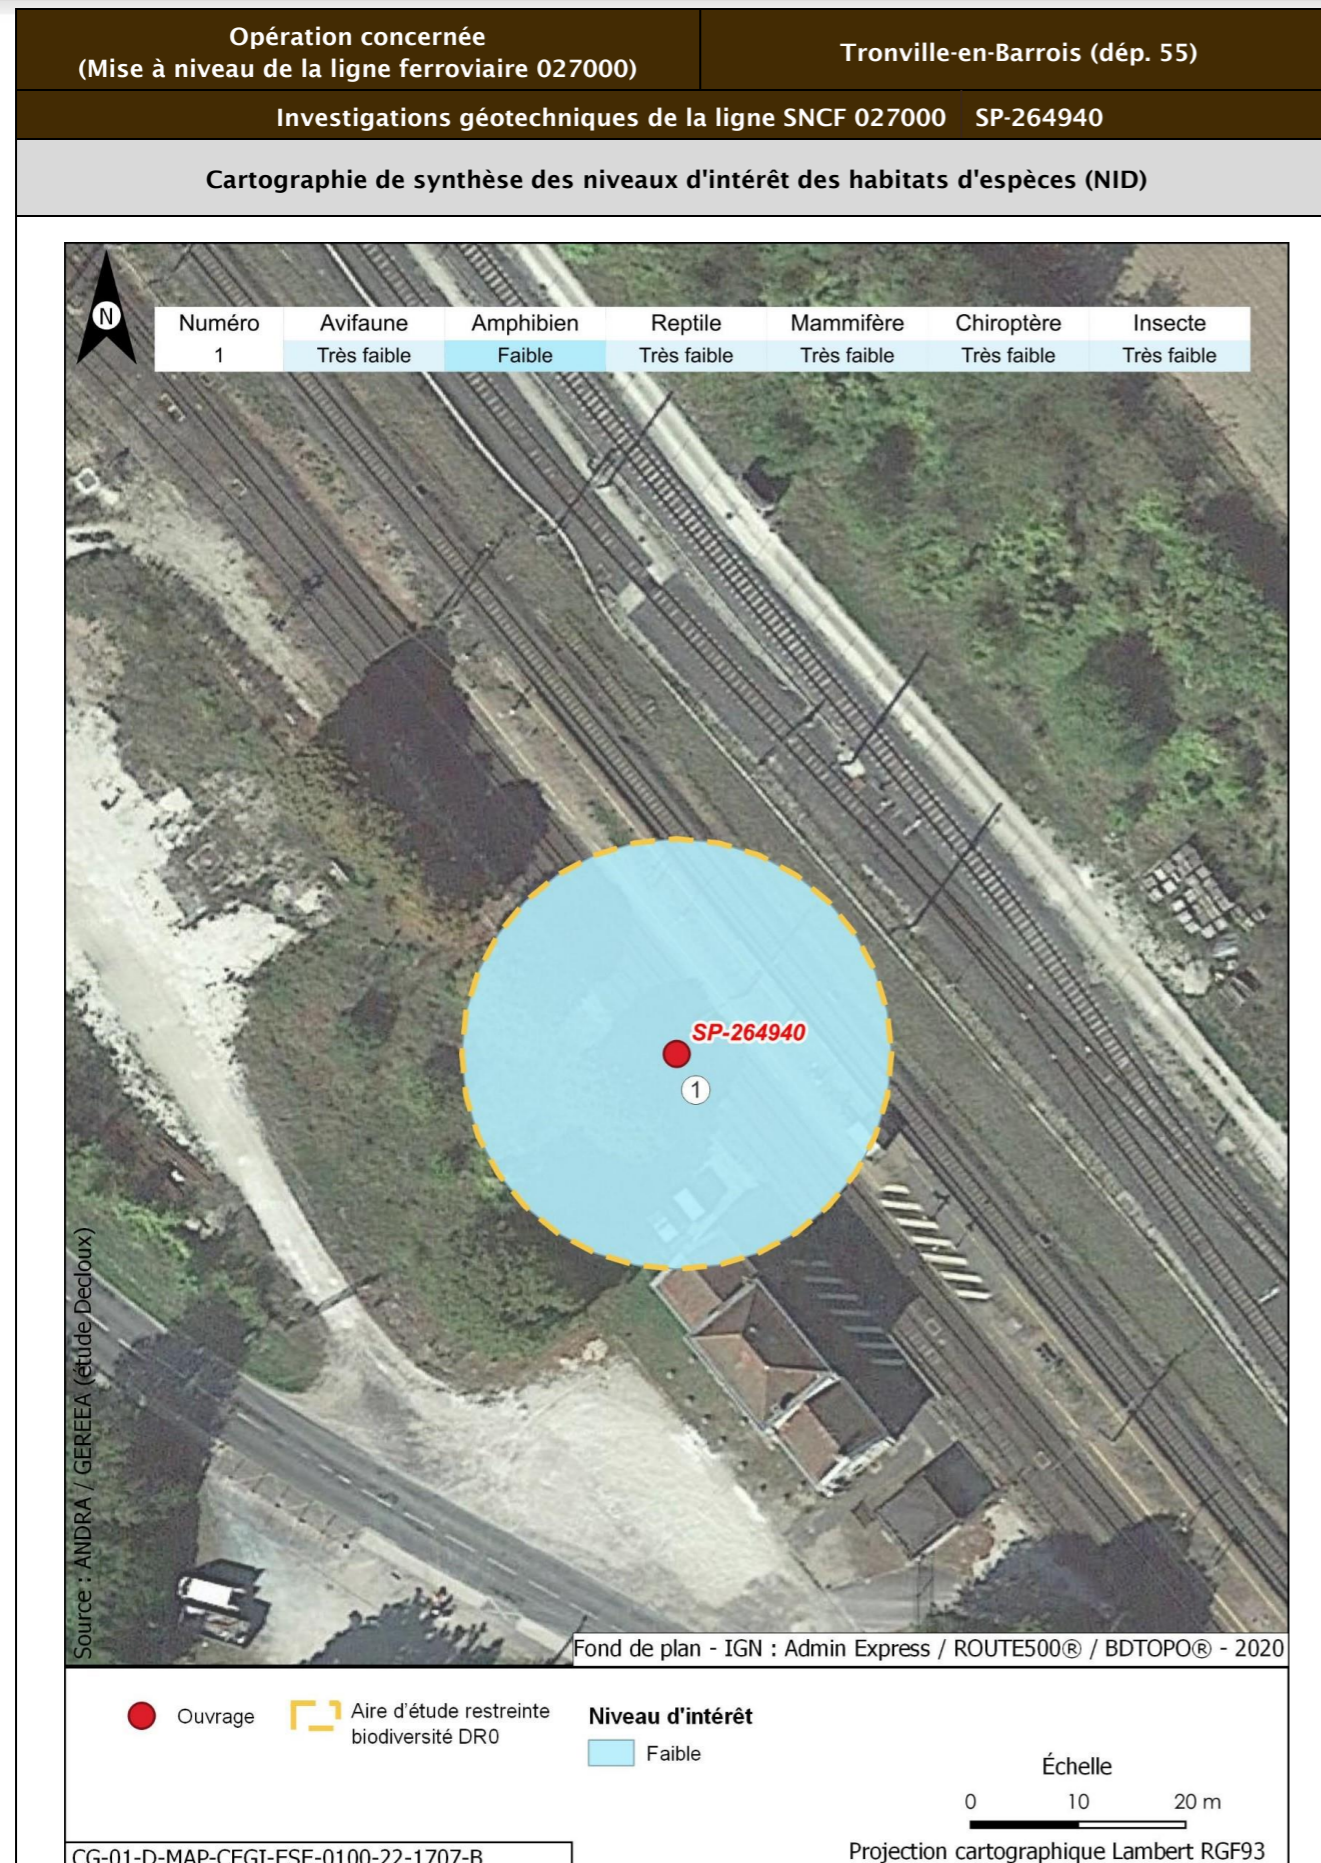 Opération concernée
(Mise à niveau de la ligne ferroviaire 027000)
Tronville-en-Barrois (dép. 55)
Investigations géotechniques de la ligne SNCF 027000 SP-264940
Cartographie de synthèse des niveaux d'intérêt des habitats d'espèces (NID)
N
Numéro Avifaune Amphibien Reptile Mammifère Chiroptère Insecte
1 Très faible Faible Très faible Très faible Très faible Très faible
SP-264940
1
Source : ANDRA / GEREEA (étude Decloux)
Fond de plan - IGN : Admin Express / ROUTE500® / BDTOPO® - 2020
Ouvrage
Aire d'étude restreinte
biodiversité DR0
Niveau d'intérêt
Faible
Échelle
0 10 20 m
Projection cartographique Lambert RGF93
CG-01-D-MAP-CEGI-ESE-0100-22-1707-B